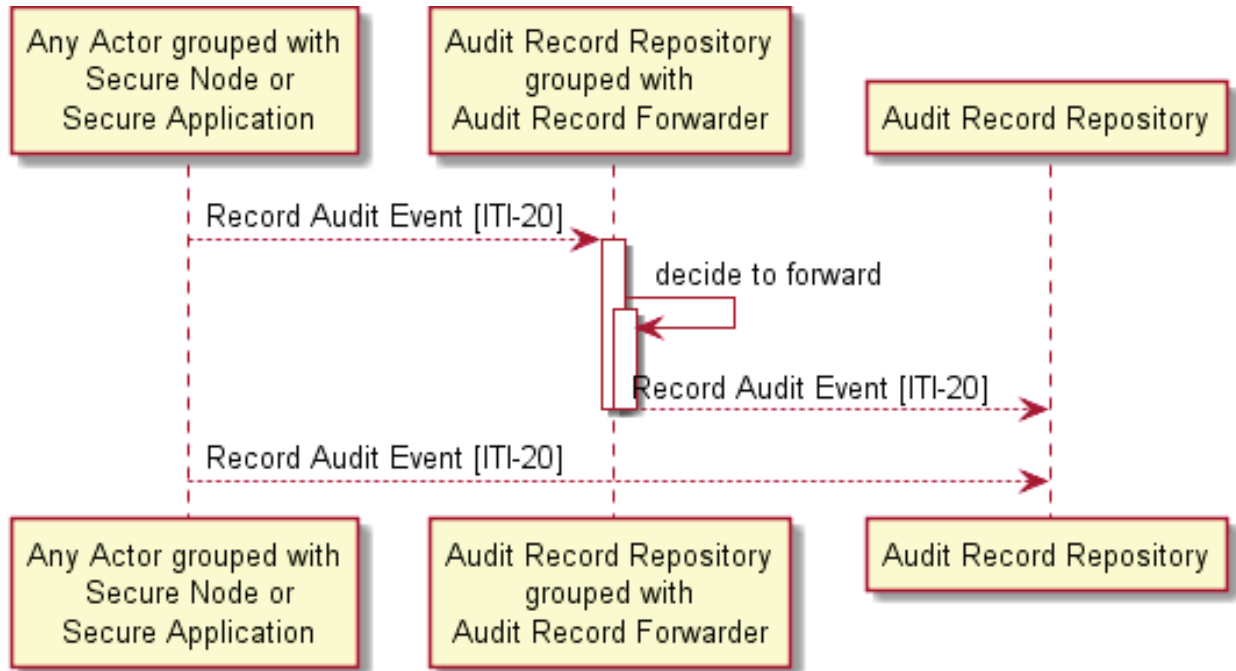 Any Actor grouped with
Secure Node or
Secure Application
Audit Record Repository
grouped with
Audit Record Forwarder
Audit Record Repository
Record Audit Event [ITI-20]
decide to forward
Record Audit Event [ITI-20]
Record Audit Event [ITI-20]
Any Actor grouped with
Secure Node or
Secure Application
Audit Record Repository
grouped with
Audit Record Forwarder
Audit Record Repository